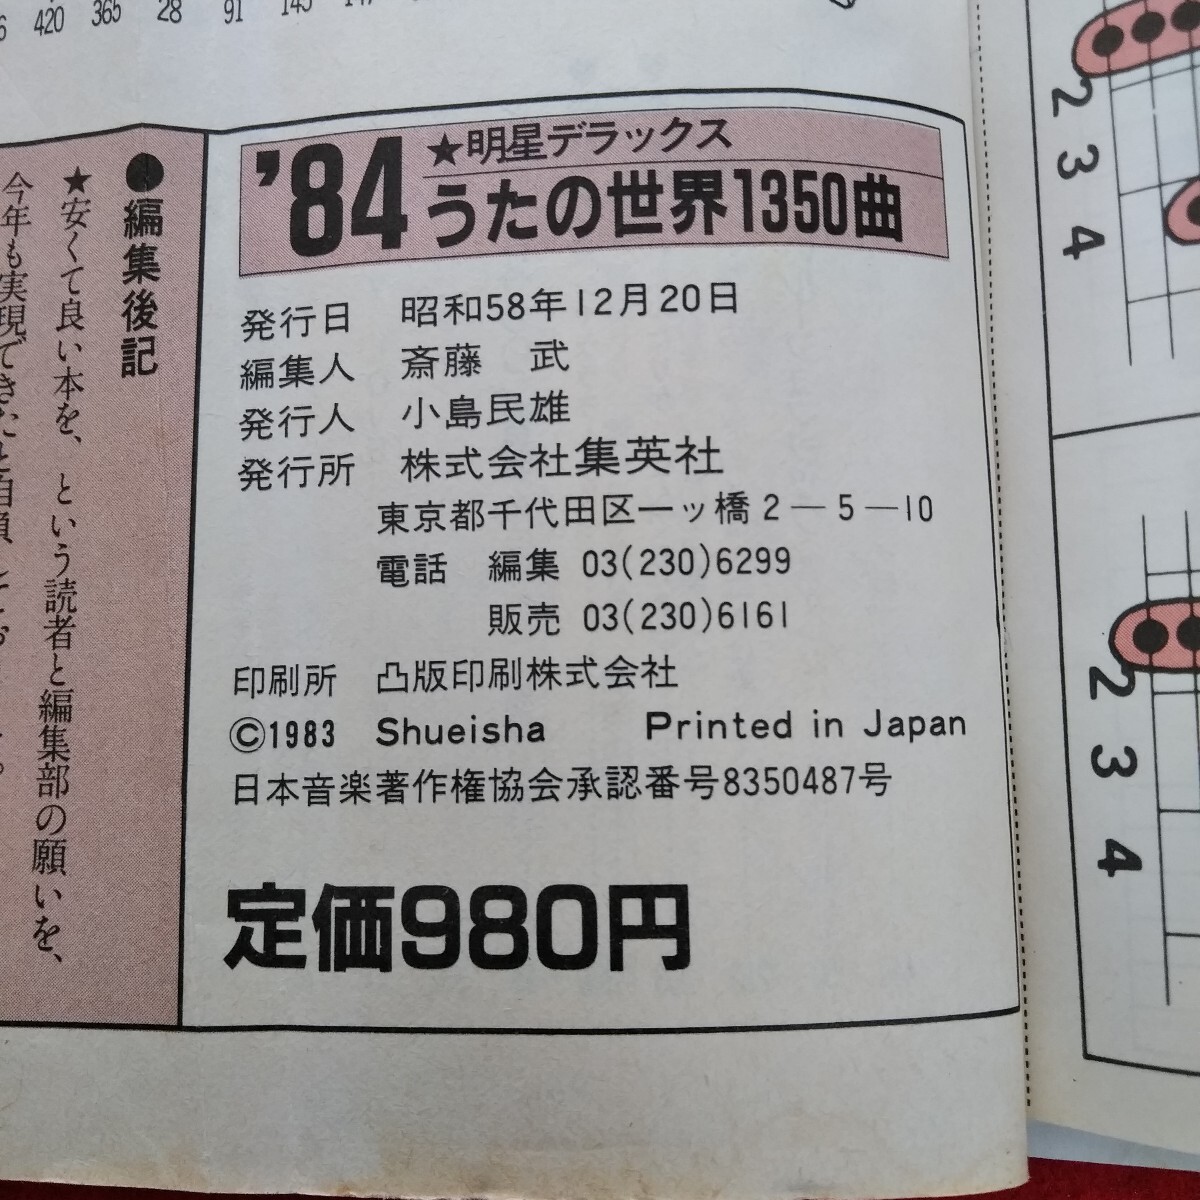 420 365 28 91 145
'84 ★明星デラックス
うたの世界1350曲
発行日 昭和58年12月20日
編集人 斎藤 武
発行人 小島民雄
発行所 株式会社集英社
東京都千代田区一ッ橋2―5―10
電話 編集 03(230)6299
販売 03(230)6161
印刷所 凸版印刷株式会社
©1983 Shueisha Printed in Japan
日本音楽著作権協会承認番号8350487号
定価980円
●編集後記
★安くて良い本を、という読者と編集部の願いを、
今年も実現できたと自負して
2 3 4
2 3 4